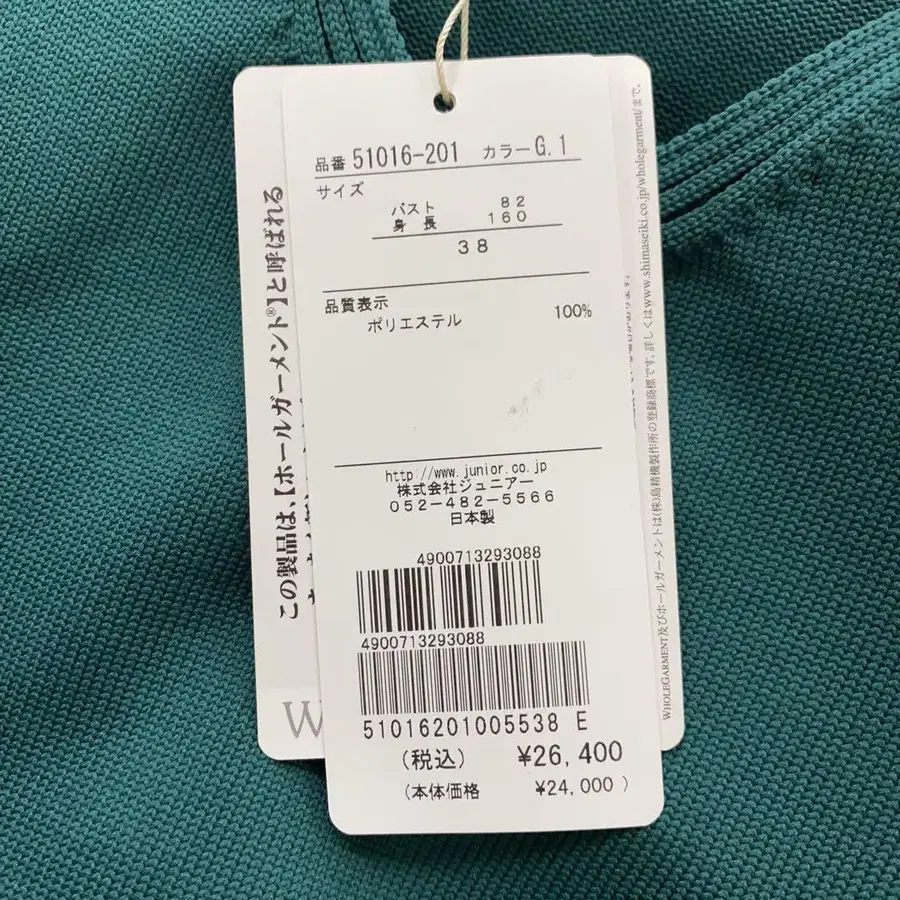 品番 51016-201 カラー G.1
サイズ
バスト 82
身長 160
38
品質表示
ポリエステル 100%
http://www.junior.co.jp
株式会社ジュニアー
052-482-5566
日本製
4900713293088
4900713293088
51016201005538 E
(税込) ¥26,400
(本体価格 ¥24,000)
この製品は、【ホールガーメント®】と呼ばれる
W
WHOLEGARMENT及びホールガーメントは(株)島精機製作所の登録商標です。詳しくはwww.shimaseiki.co.jp/wholegarment/まで。